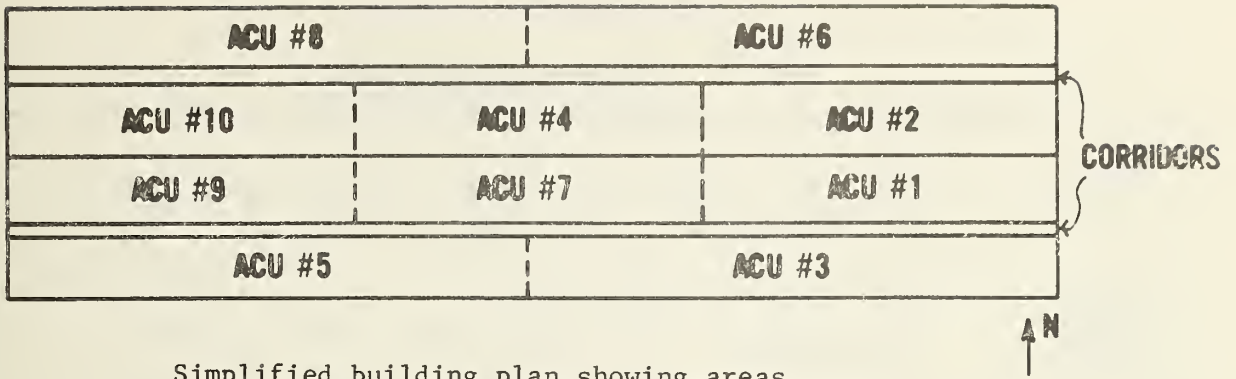 ACU #8 ACU #6
ACU #10 ACU #4 ACU #2
CORRIDORS
ACU #9 ACU #7 ACU #1
ACU #5 ACU #3
N
Simplified building plan showing areas